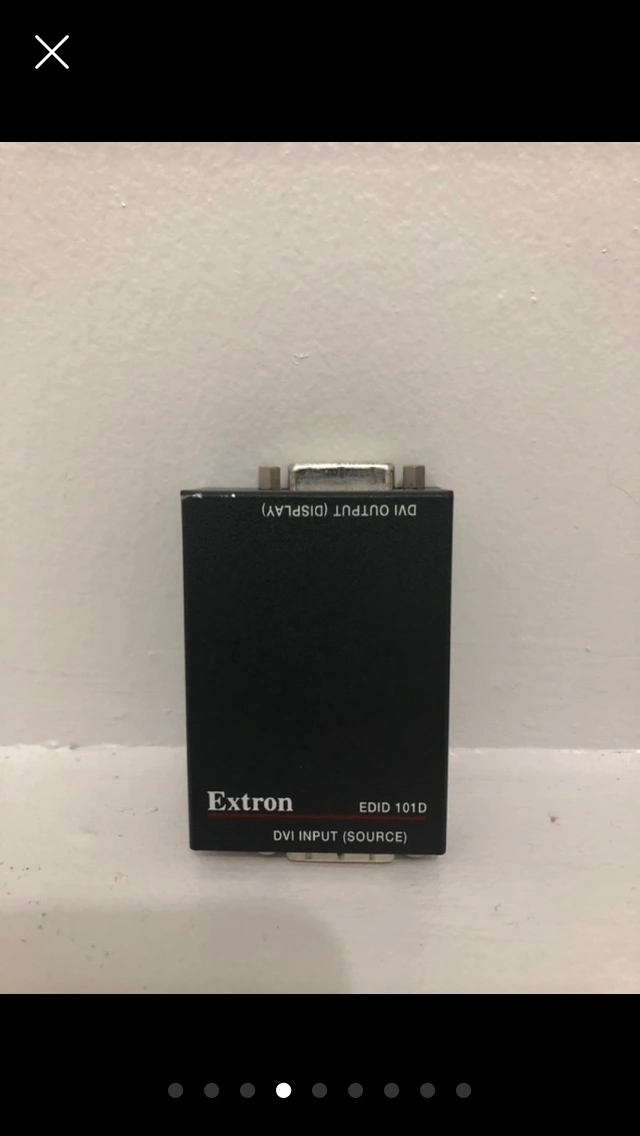 DVI OUTPUT (DISPLAY)
Extron EDID 101D
DVI INPUT (SOURCE)